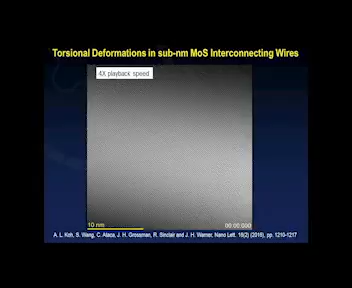 Torsional Deformations in sub-nm MoS Interconnecting Wires
4X playback speed
10 nm
00:00.000
A. L. Koh, S. Wang, C. Ataca, J. H. Grossman, R. Sinclair and J. H. Warner, Nano Lett. 16(2) (2016), pp. 1210-1217